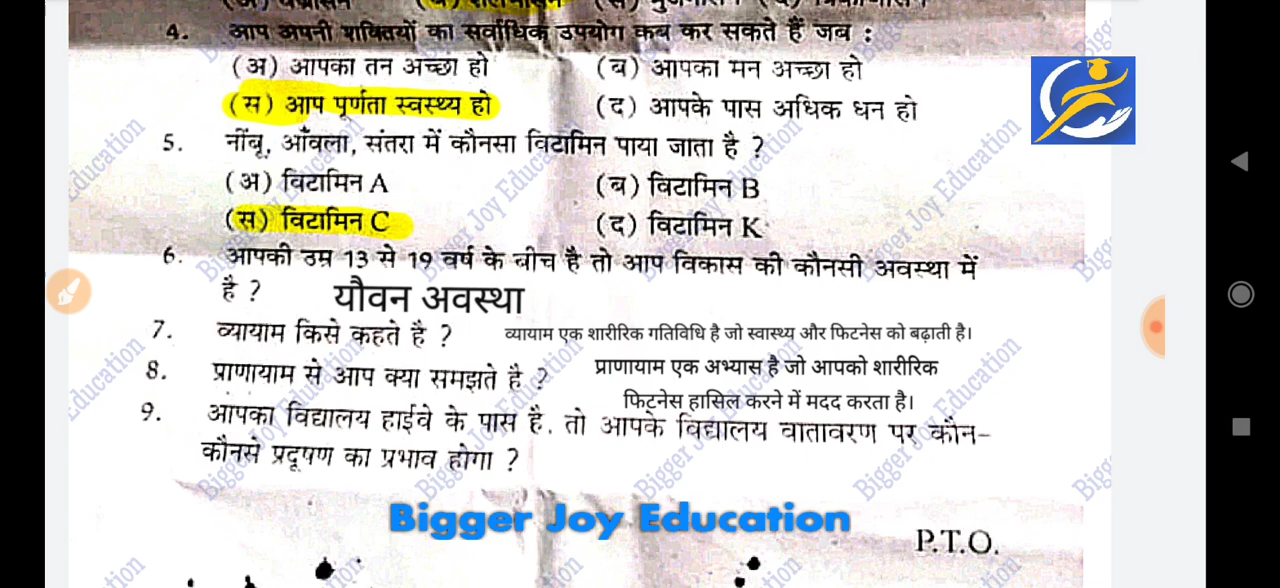 4. आप अपनी शक्तियों का सर्वाधिक उपयोग कब कर सकते हैं जब :
(अ) आपका तन अच्छा हो (ब) आपका मन अच्छा हो
(स) आप पूर्णता स्वस्थ्य हो (द) आपके पास अधिक धन हो
5. नींबू, आँवला, संतरा में कौनसा विटामिन पाया जाता है ?
(अ) विटामिन A (ब) विटामिन B
(स) विटामिन C (द) विटामिन K
6. आपकी उम्र 13 से 19 वर्ष के बीच है तो आप विकास की कौनसी अवस्था में
है ? यौवन अवस्था
7. व्यायाम किसे कहते है ? व्यायाम एक शारीरिक गतिविधि है जो स्वास्थ्य और फिटनेस को बढ़ाती है।
8. प्राणायाम से आप क्या समझते है ? प्राणायाम एक अभ्यास है जो आपको शारीरिक
फिटनेस हासिल करने में मदद करता है।
9. आपका विद्यालय हाईवे के पास है. तो आपके विद्यालय वातावरण पर कौन-
कौनसे प्रदूषण का प्रभाव होगा ?
Bigger Joy Education
P.T.O.